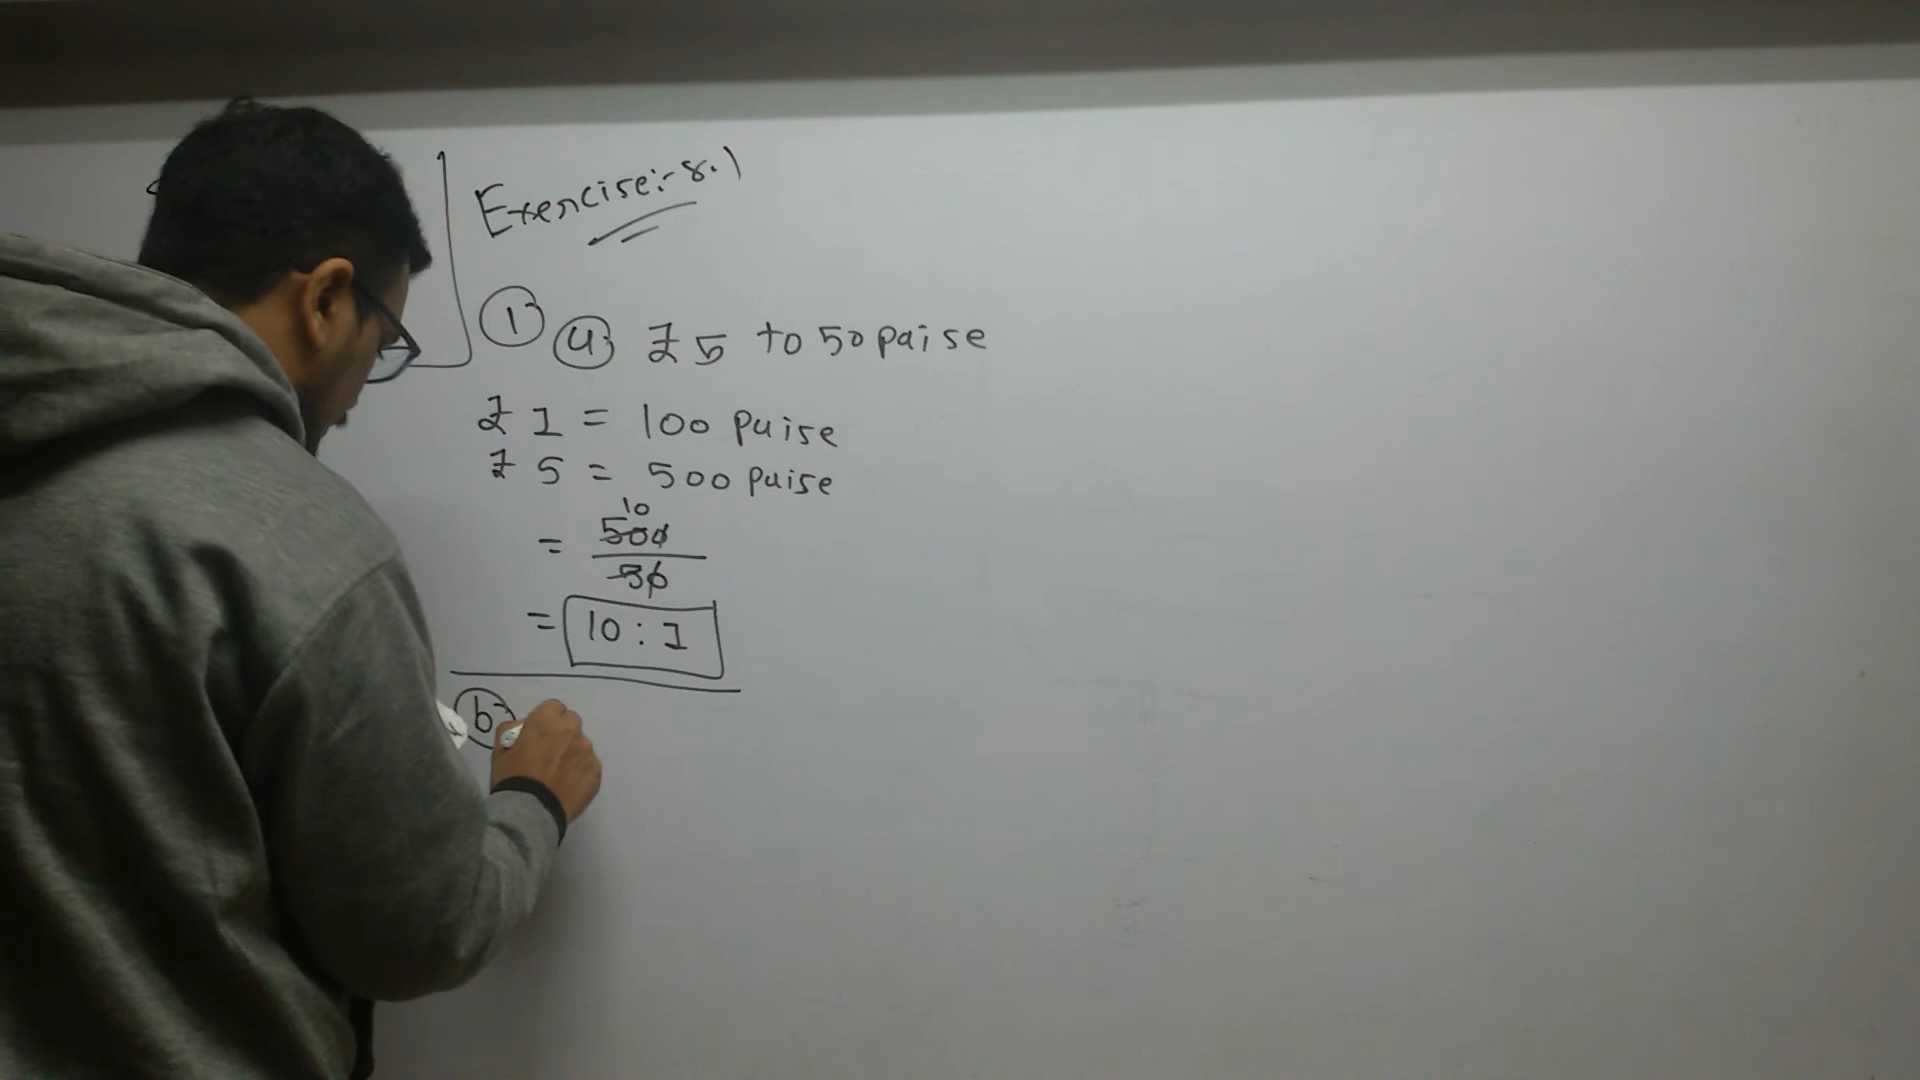 Exercise:- 8.1
1 a ₹ 5 to 50 paise
₹ 1 = 100 Paise
₹ 5 = 500 Paise
10
= 500/50
= 10 : 1
b